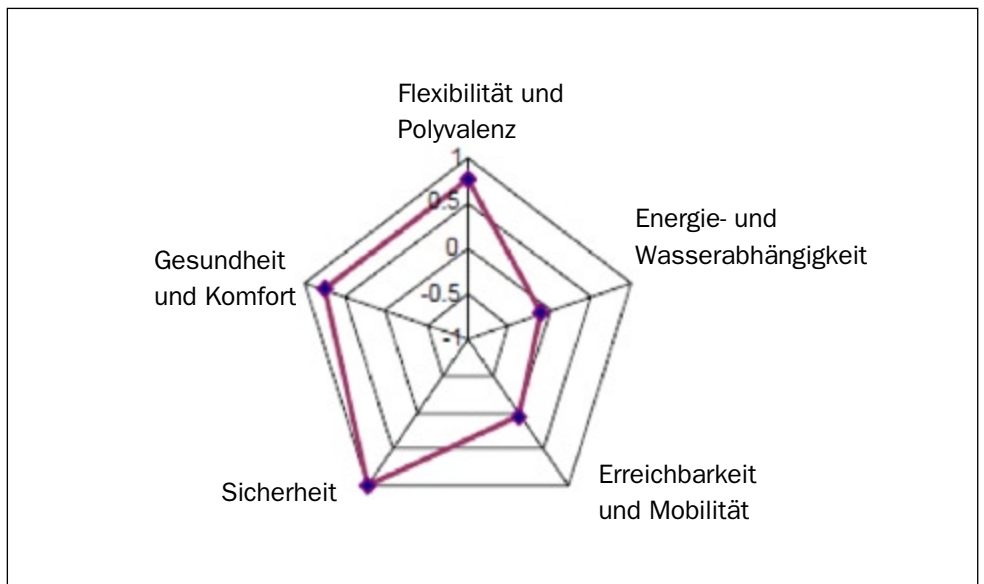 Flexibilität und
Polyvalenz
1
0.5
0
-0.5
-1
Energie- und
Wasserabhängigkeit
Gesundheit
und Komfort
Sicherheit
Erreichbarkeit
und Mobilität